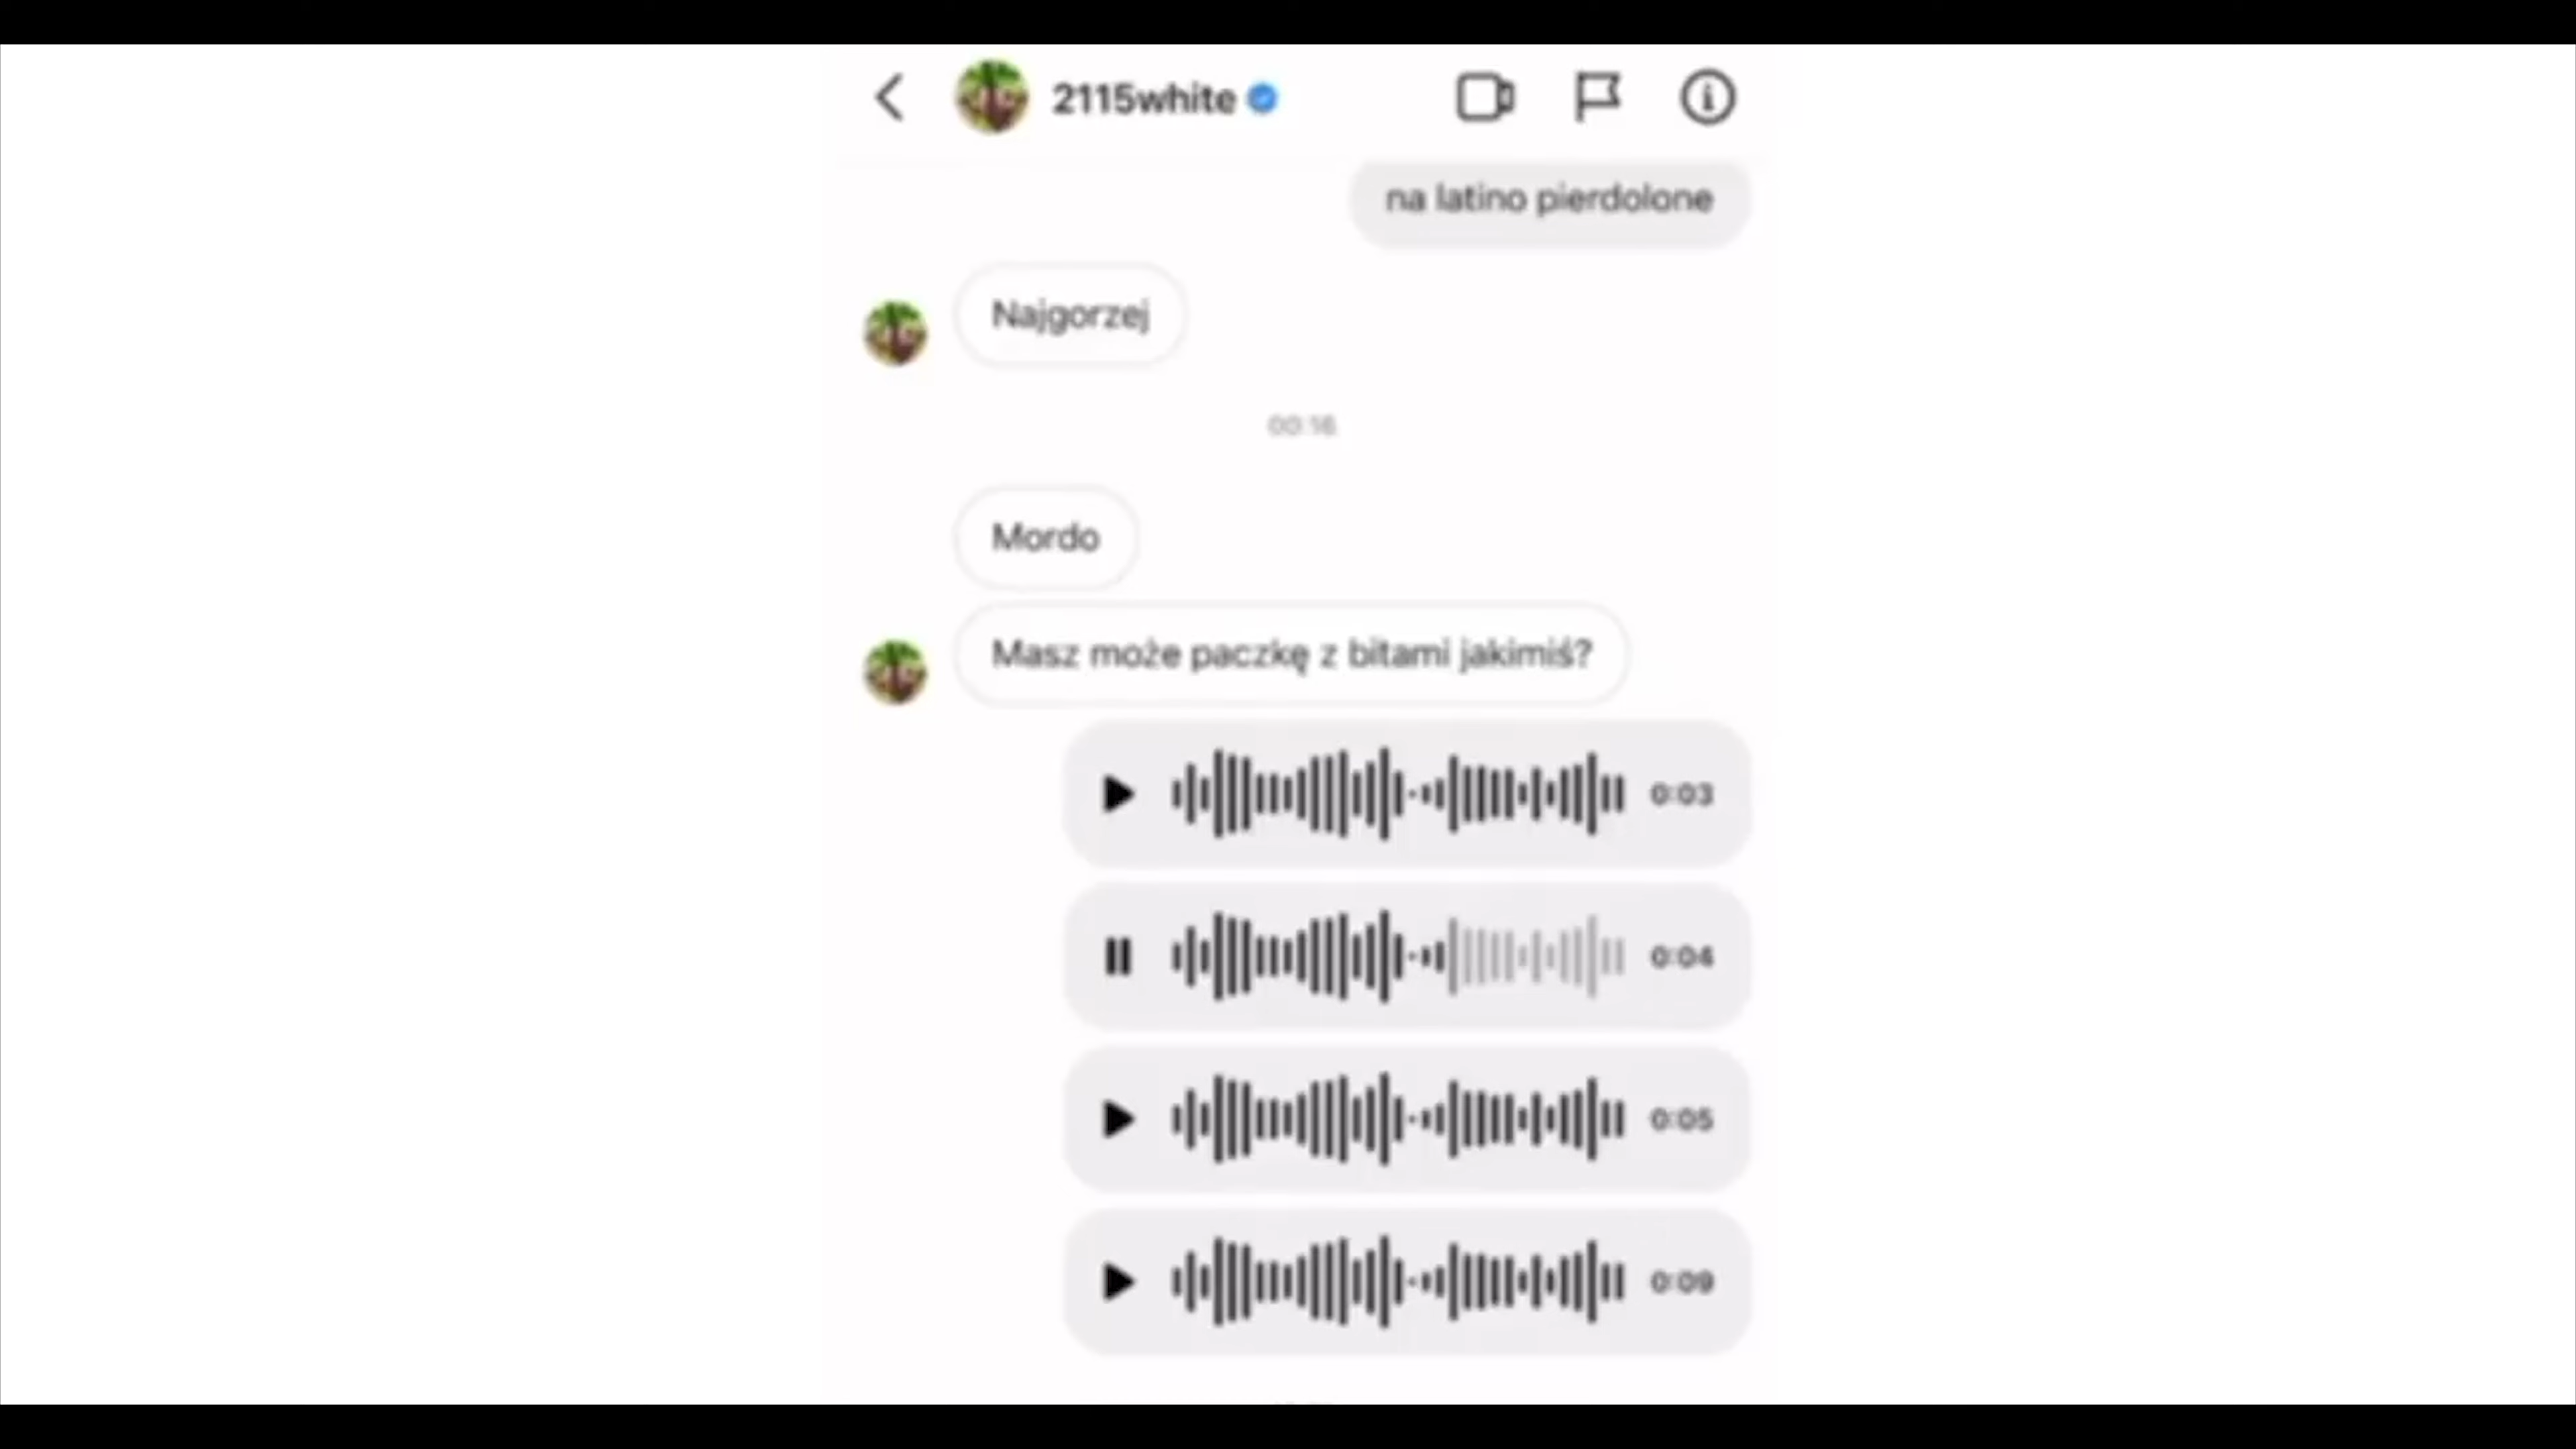 2115white
na latino pierdolone
Najgorzej
00:16
Mordo
Masz może paczkę z bitami jakimiś?
0:03
0:04
0:05
0:09